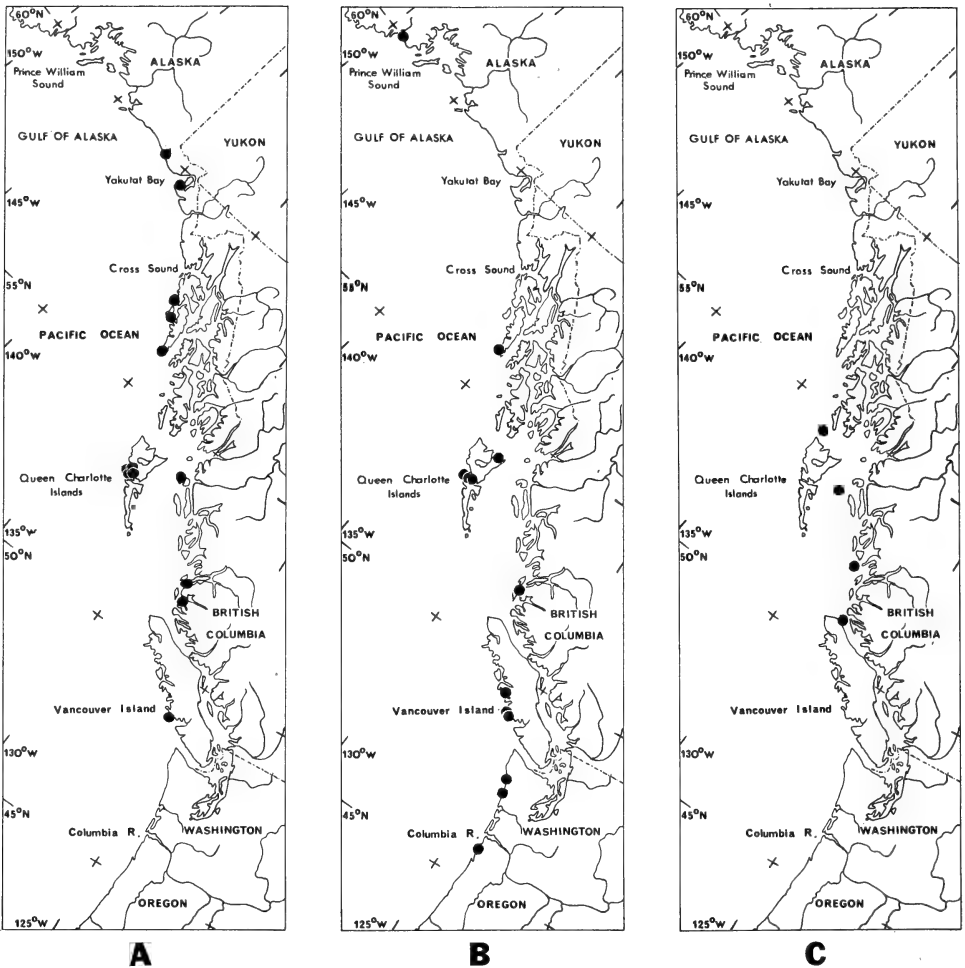 60°N
150°W
ALASKA
Prince William
Sound
GULF OF ALASKA
YUKON
Yakutat Bay
145°W
Cross Sound
55°N
PACIFIC OCEAN
140°W
Queen Charlotte
Islands
135°W
50°N
BRITISH
COLUMBIA
Vancouver Island
130°W
45°N
Columbia R.
WASHINGTON
OREGON
125°W
A
60°N
150°W
ALASKA
Prince William
Sound
GULF OF ALASKA
YUKON
Yakutat Bay
145°W
Cross Sound
55°N
PACIFIC OCEAN
140°W
Queen Charlotte
Islands
135°W
50°N
BRITISH
COLUMBIA
Vancouver Island
130°W
45°N
Columbia R.
WASHINGTON
OREGON
125°W
B
60°N
150°W
ALASKA
Prince William
Sound
GULF OF ALASKA
YUKON
Yakutat Bay
145°W
Cross Sound
55°N
PACIFIC OCEAN
140°W
Queen Charlotte
Islands
135°W
50°N
BRITISH
COLUMBIA
Vancouver Island
130°W
45°N
Columbia R.
WASHINGTON
OREGON
125°W
C